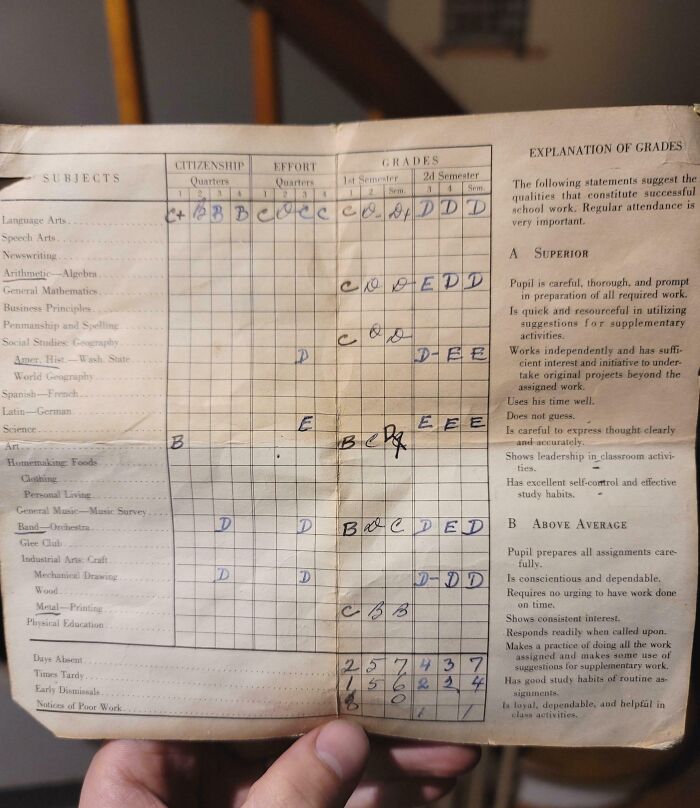 SUBJECTS CITIZENSHIP EFFORT GRADES
Quarters Quarters 1st Semester 2d Semester
1 2 3 4 1 2 3 4 1 2 Sem. 3 4 Sem.
Language Arts C+ B B B C D C C C D- D+ D D D
Speech Arts
Newswriting
Arithmetic—Algebra
General Mathematics C D D E D D
Business Principles
Penmanship and Spelling
Social Studies: Geography C D D-
Amer. Hist.—Wash. State D D- E E
World Geography
Spanish—French
Latin—German
Science E E E E
Art B B C D
Homemaking: Foods
Clothing
Personal Living
General Music—Music Survey
Band—Orchestra D D B D C D E D
Glee Club
Industrial Arts: Craft
Mechanical Drawing D D D- D D
Wood
Metal—Printing C B B
Physical Education
Days Absent 2 5 7 4 3 7
Times Tardy 1 5 6 2 2 4
Early Dismissals 0
Notices of Poor Work 1 1
EXPLANATION OF GRADES
The following statements suggest the
qualities that constitute successful
school work. Regular attendance is
very important.
A SUPERIOR
Pupil is careful, thorough, and prompt
in preparation of all required work.
Is quick and resourceful in utilizing
suggestions for supplementary
activities.
Works independently and has suffi-
cient interest and initiative to under-
take original projects beyond the
assigned work.
Uses his time well.
Does not guess.
Is careful to express thought clearly
and accurately.
Shows leadership in classroom activi-
ties.
Has excellent self-control and effective
study habits.
B ABOVE AVERAGE
Pupil prepares all assignments care-
fully.
Is conscientious and dependable.
Requires no urging to have work done
on time.
Shows consistent interest.
Responds readily when called upon.
Makes a practice of doing all the work
assigned and makes some use of
suggestions for supplementary work.
Has good study habits of routine as-
signments.
Is loyal, dependable, and helpful in
class activities.